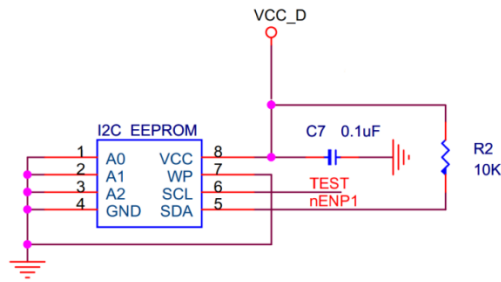 VCC_D
I2C EEPROM
C7 0.1uF
R2
10K
1 A0 VCC 8
2 A1 WP 7
3 A2 SCL 6 TEST
4 GND SDA 5 nENP1